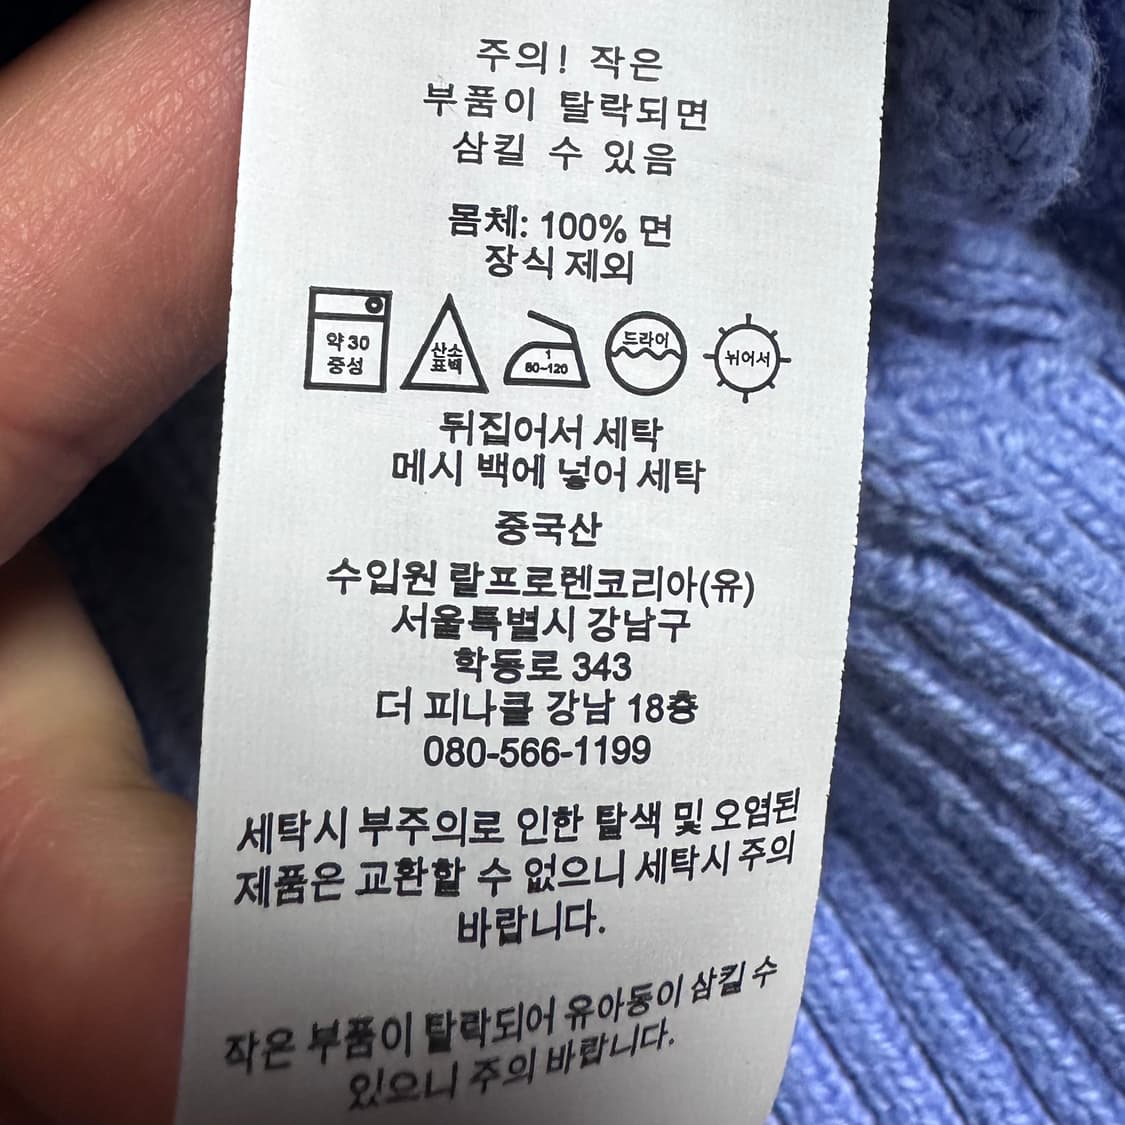 주의! 작은
부품이 탈락되면
삼킬 수 있음
몸체: 100% 면
장식 제외
약 30
중성
산소
표백
1
80~120
드라이
뉘어서
뒤집어서 세탁
메시 백에 넣어 세탁
중국산
수입원 랄프로렌코리아(유)
서울특별시 강남구
학동로 343
더 피나클 강남 18층
080-566-1199
세탁시 부주의로 인한 탈색 및 오염된
제품은 교환할 수 없으니 세탁시 주의
바랍니다.
작은 부품이 탈락되어 유아동이 삼킬 수
있으니 주의 바랍니다.